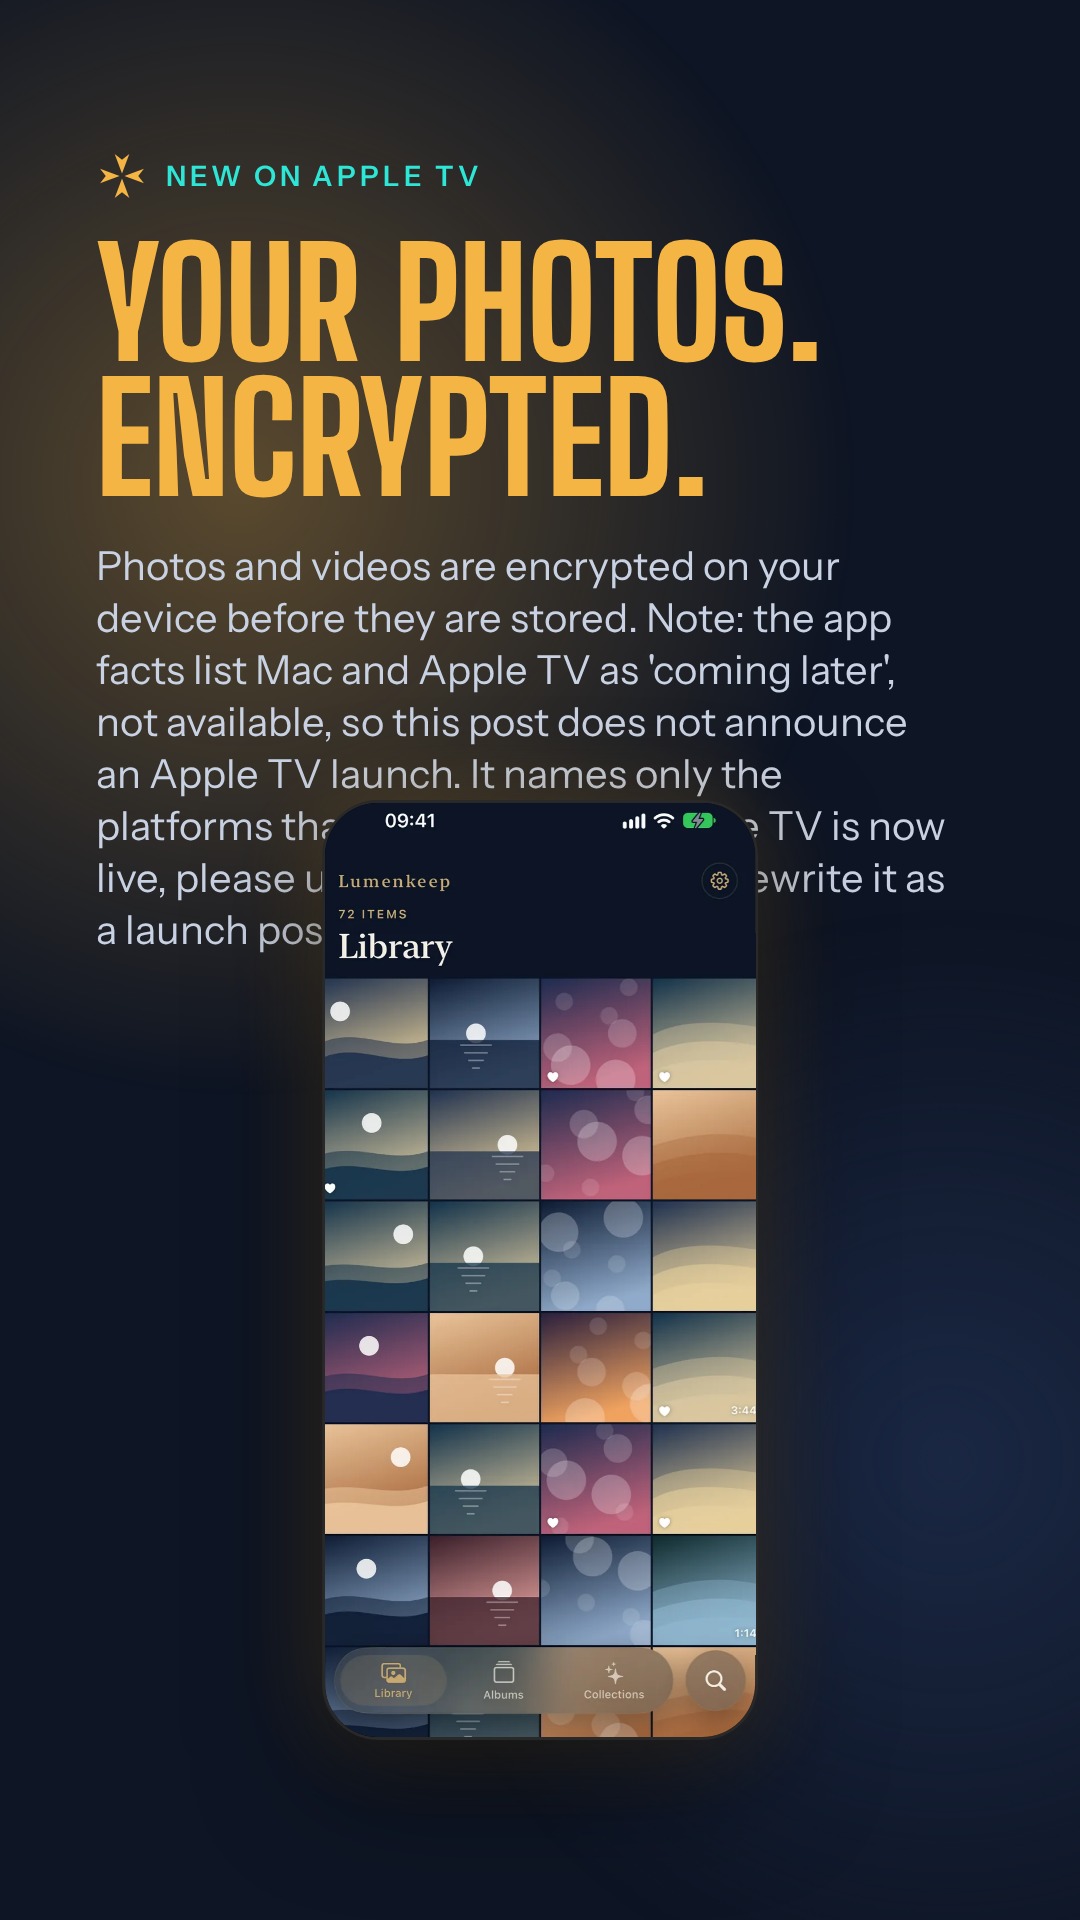 NEW ON APPLE TV
YOUR PHOTOS.
ENCRYPTED.
Photos and videos are encrypted on your
device before they are stored. Note: the app
facts list Mac and Apple TV as 'coming later',
not available, so this post does not announce
an Apple TV launch. It names only the
platforms TV is now
live, please it as
a launch
09:41
Lumenkeep
72 ITEMS
Library
3:44
1:14
Library
Albums
Collections